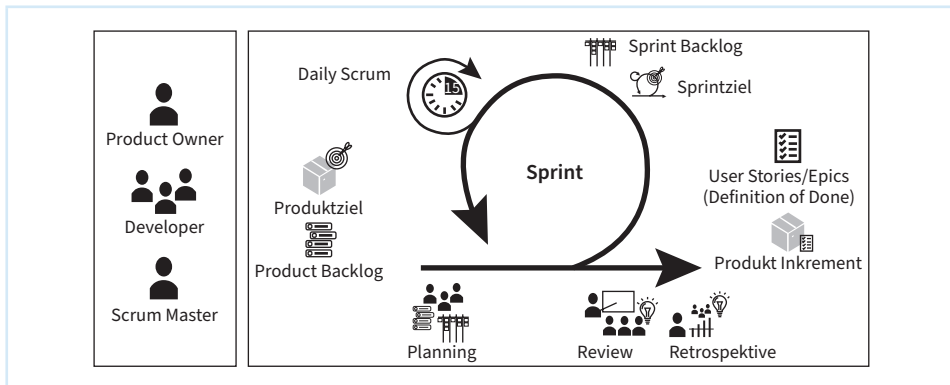 Product Owner
Developer
Scrum Master
Daily Scrum
15
Sprint Backlog
Sprintziel
Sprint
Produktziel
Product Backlog
User Stories/Epics
(Definition of Done)
Produkt Inkrement
Planning
Review
Retrospektive